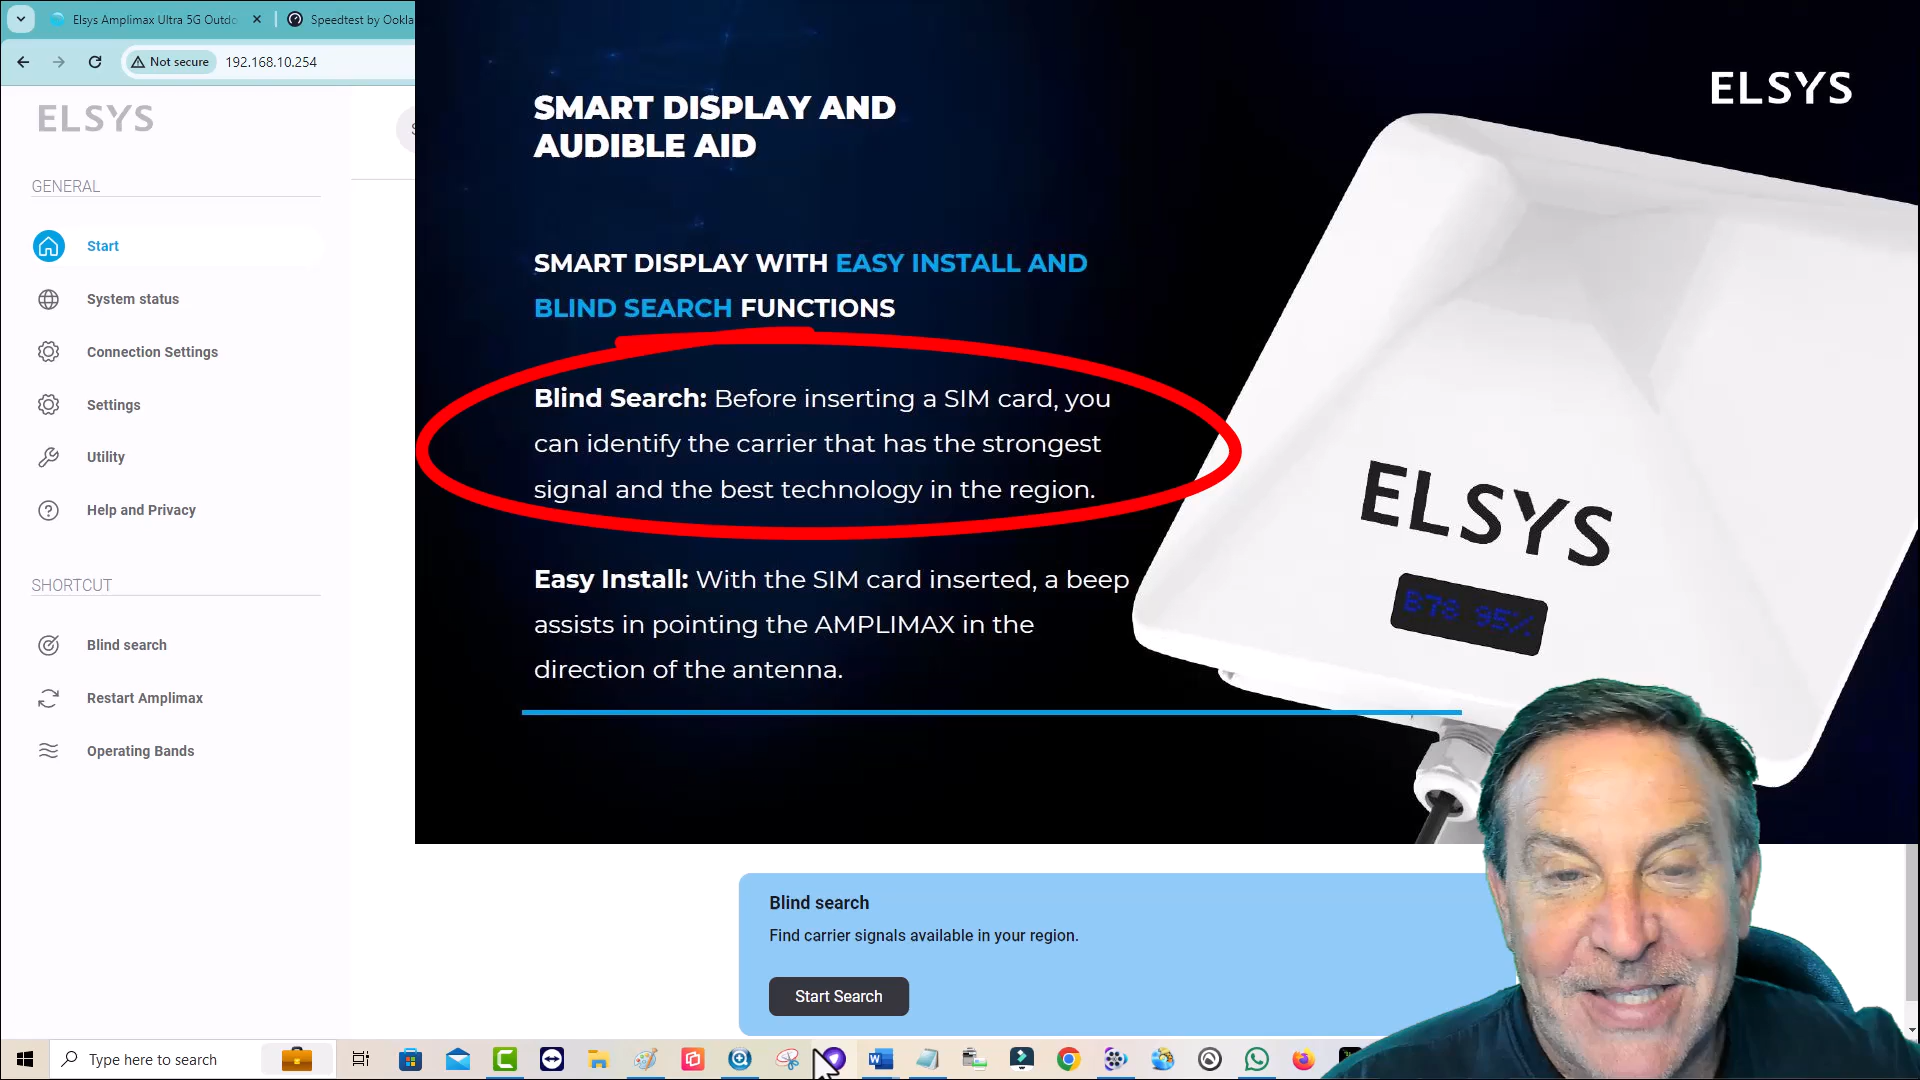 Elsys Amplimax Ultra 5G Outdo
Speedtest by Ookla
Not secure
192.168.10.254
ELSYS
GENERAL
Start
System status
Connection Settings
Settings
Utility
Help and Privacy
SHORTCUT
Blind search
Restart Amplimax
Operating Bands
ELSYS
SMART DISPLAY AND
AUDIBLE AID
SMART DISPLAY WITH EASY INSTALL AND
BLIND SEARCH FUNCTIONS
Blind Search: Before inserting a SIM card, you
can identify the carrier that has the strongest
signal and the best technology in the region.
Easy Install: With the SIM card inserted, a beep
assists in pointing the AMPLIMAX in the
direction of the antenna.
ELSYS
B78 95%
Blind search
Find carrier signals available in your region.
Start Search
Type here to search